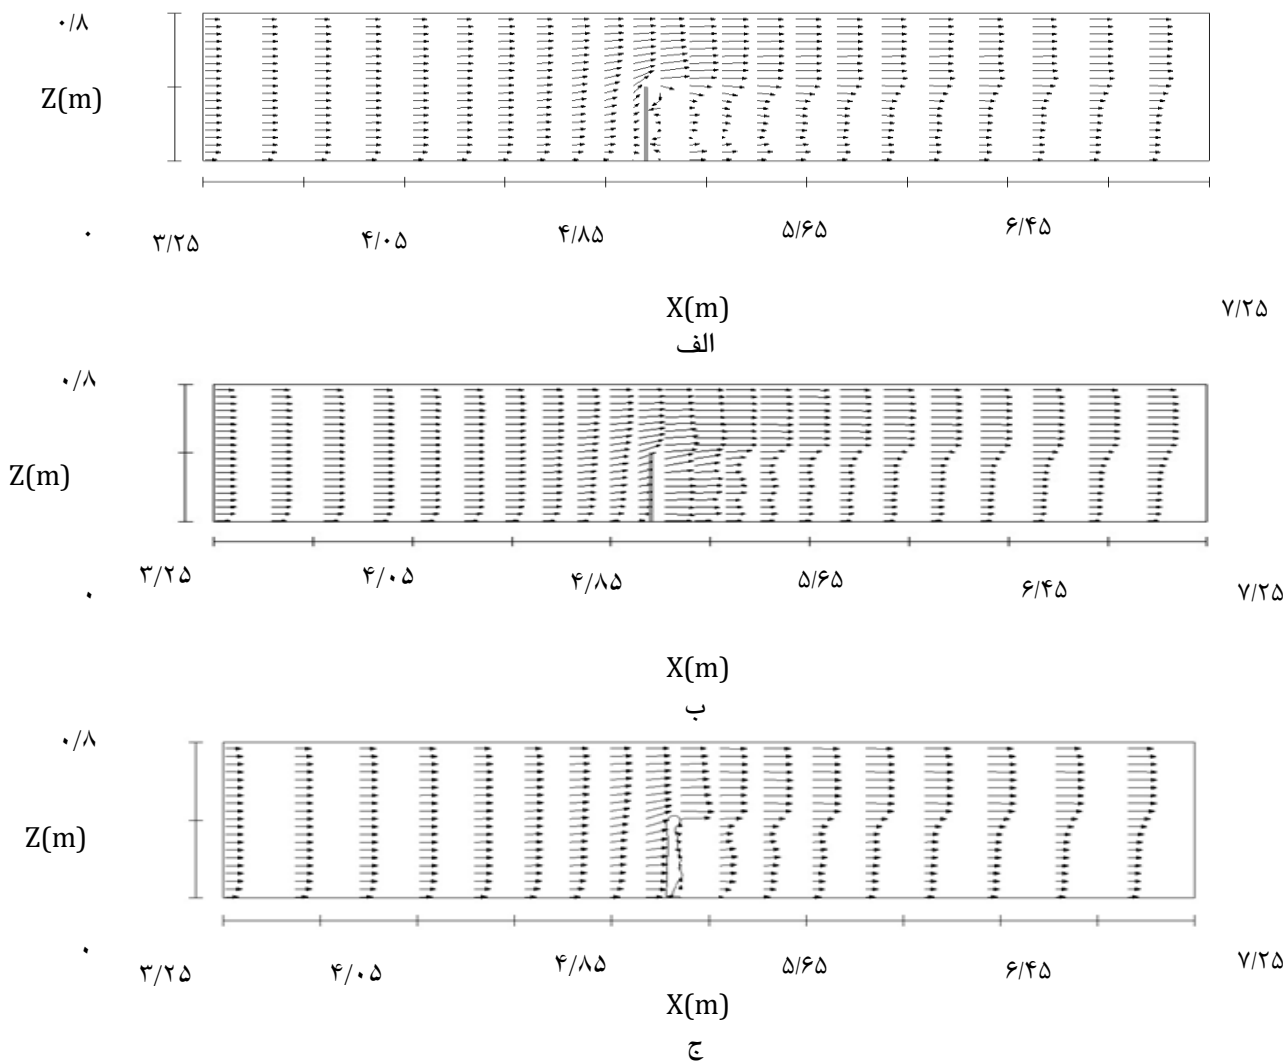 ۰/۸
Z(m)
۰
۳/۲۵ ۴/۰۵ ۴/۸۵ ۵/۶۵ ۶/۴۵
X(m) ۷/۲۵
الف
۰/۸
Z(m)
۳/۲۵ ۴/۰۵ ۴/۸۵ ۵/۶۵ ۶/۴۵
۰ ۷/۲۵
X(m)
ب
۰/۸
Z(m)
۰
۳/۲۵ ۴/۰۵ ۴/۸۵ ۵/۶۵ ۶/۴۵ ۷/۲۵
X(m)
ج